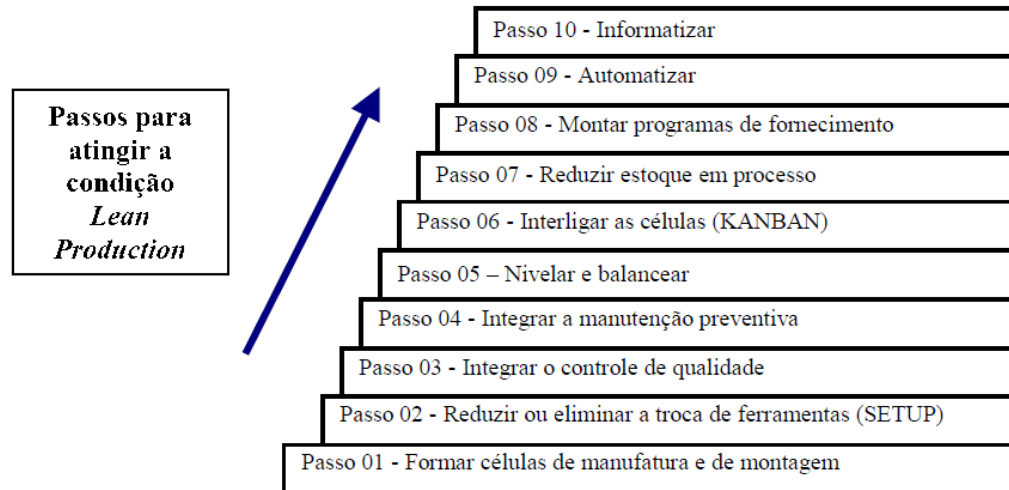 Passos para
atingir a
condição
Lean
Production
Passo 10 - Informatizar
Passo 09 - Automatizar
Passo 08 - Montar programas de fornecimento
Passo 07 - Reduzir estoque em processo
Passo 06 - Interligar as células (KANBAN)
Passo 05 – Nivelar e balancear
Passo 04 - Integrar a manutenção preventiva
Passo 03 - Integrar o controle de qualidade
Passo 02 - Reduzir ou eliminar a troca de ferramentas (SETUP)
Passo 01 - Formar células de manufatura e de montagem